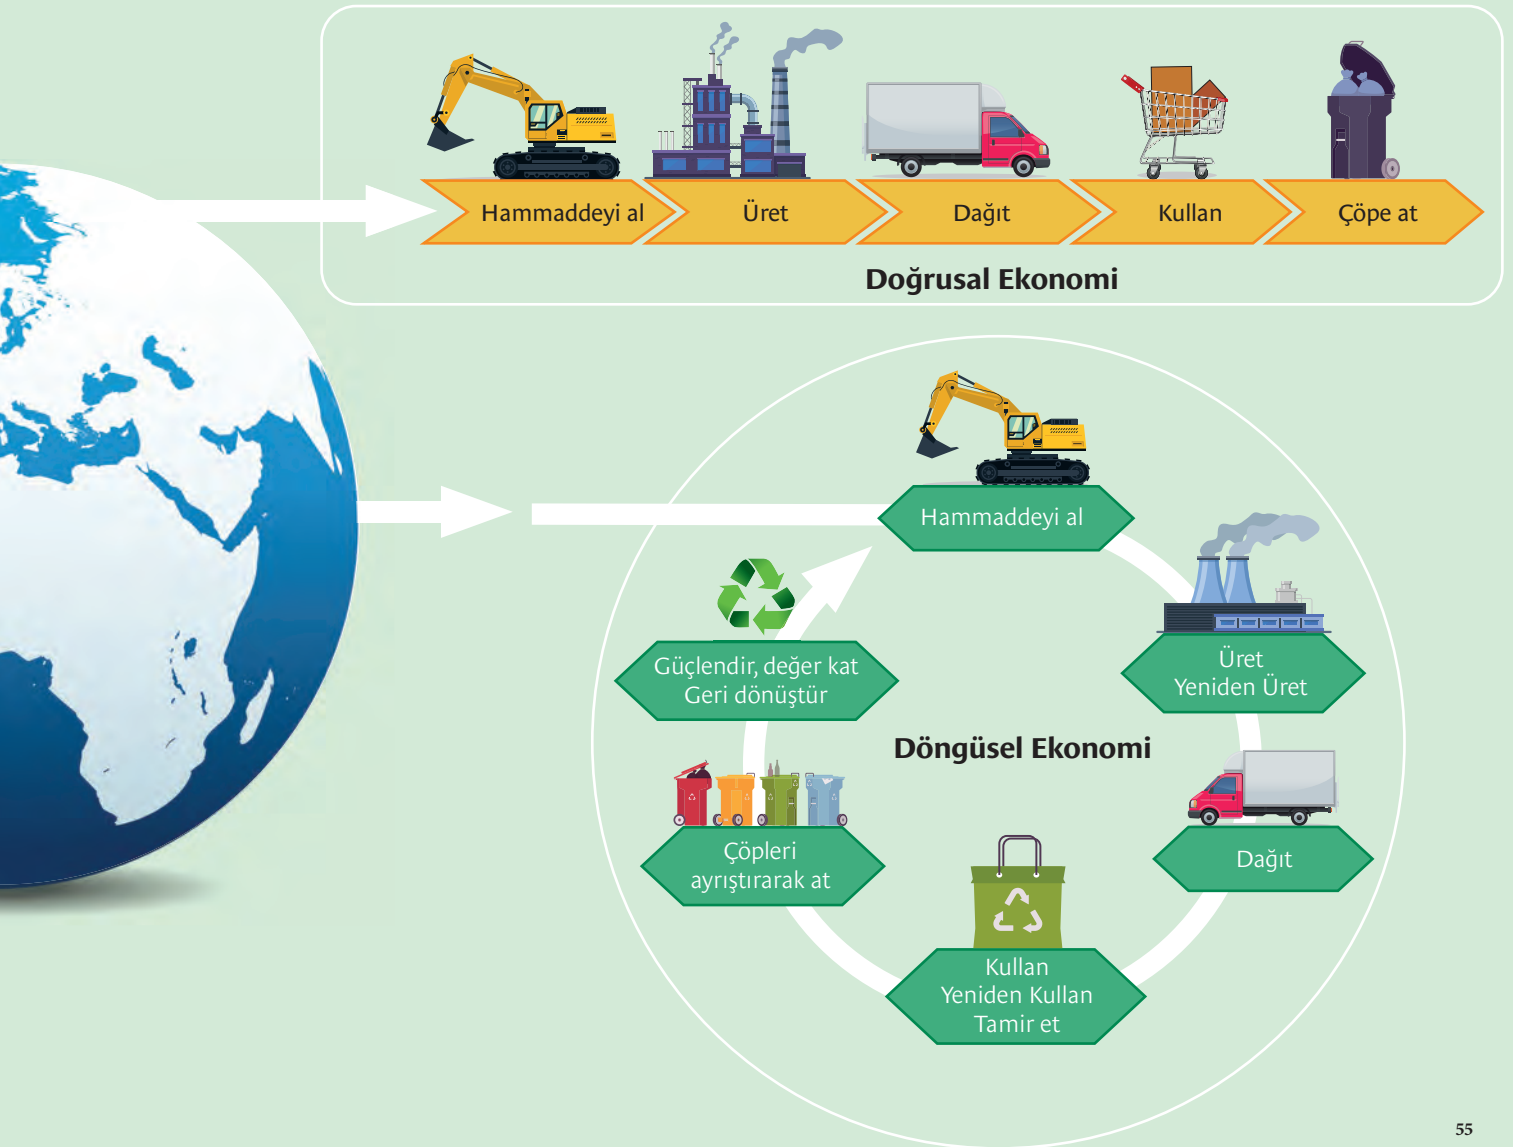 Hammaddeyi al
Üret
Dağıt
Kullan
Çöpe at
Doğrusal Ekonomi
Hammaddeyi al
Üret
Yeniden Üret
Dağıt
Kullan
Yeniden Kullan
Tamir et
Çöpleri
ayrıştırarak at
Güçlendir, değer kat
Geri dönüştür
Döngüsel Ekonomi
55